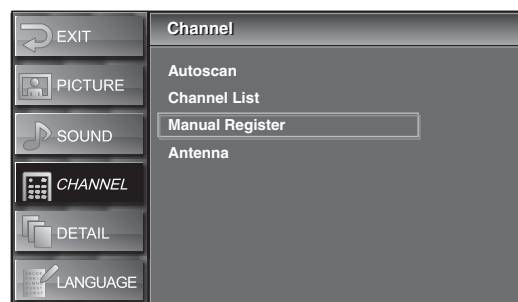 EXIT
PICTURE
SOUND
CHANNEL
DETAIL
LANGUAGE
Channel
Autoscan
Channel List
Manual Register
Antenna